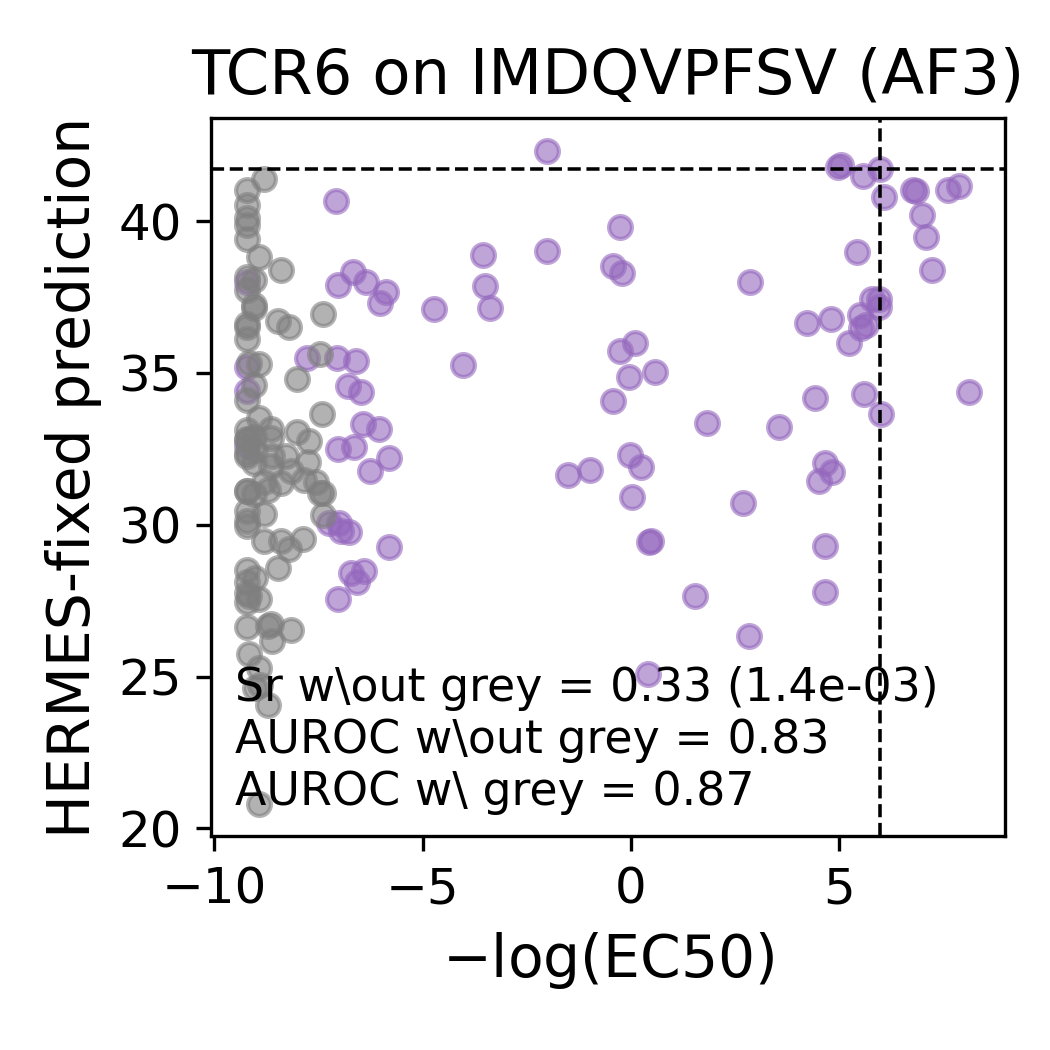 TCR6 on IMDQVPFSV (AF3)
HERMES-fixed prediction
40
35
30
25
20
Sr w\out grey = 0.33 (1.4e-03)
AUROC w\out grey = 0.83
AUROC w\ grey = 0.87
−10 −5 0 5
−log(EC50)